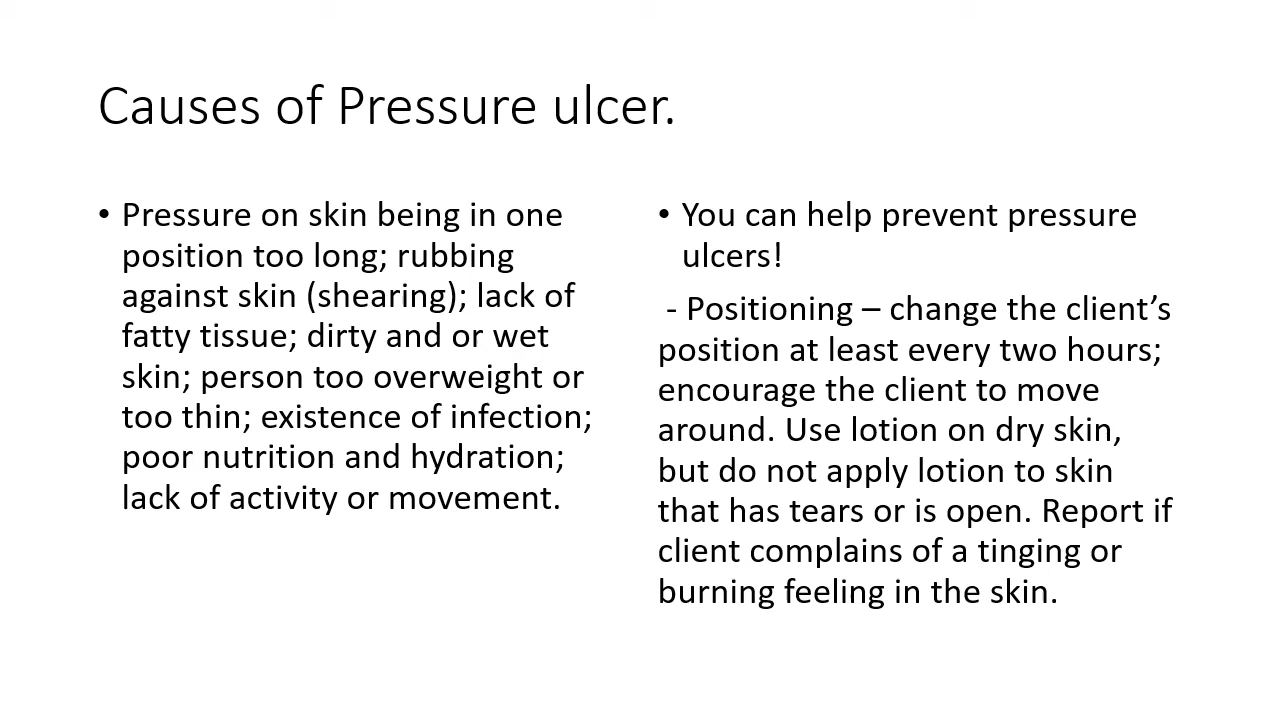 Causes of Pressure ulcer.
• Pressure on skin being in one
position too long; rubbing
against skin (shearing); lack of
fatty tissue; dirty and or wet
skin; person too overweight or
too thin; existence of infection;
poor nutrition and hydration;
lack of activity or movement.
• You can help prevent pressure
ulcers!
- Positioning – change the client’s
position at least every two hours;
encourage the client to move
around. Use lotion on dry skin,
but do not apply lotion to skin
that has tears or is open. Report if
client complains of a tinging or
burning feeling in the skin.